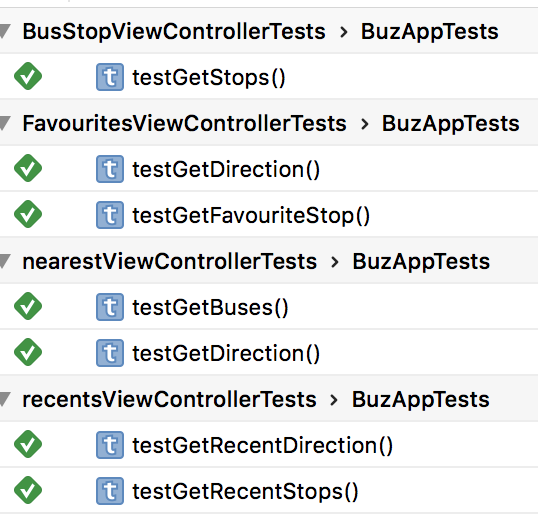 BusStopViewControllerTests › BuzAppTests
t testGetStops()
FavouritesViewControllerTests › BuzAppTests
t testGetDirection()
t testGetFavouriteStop()
nearestViewControllerTests › BuzAppTests
t testGetBuses()
t testGetDirection()
recentsViewControllerTests › BuzAppTests
t testGetRecentDirection()
t testGetRecentStops()